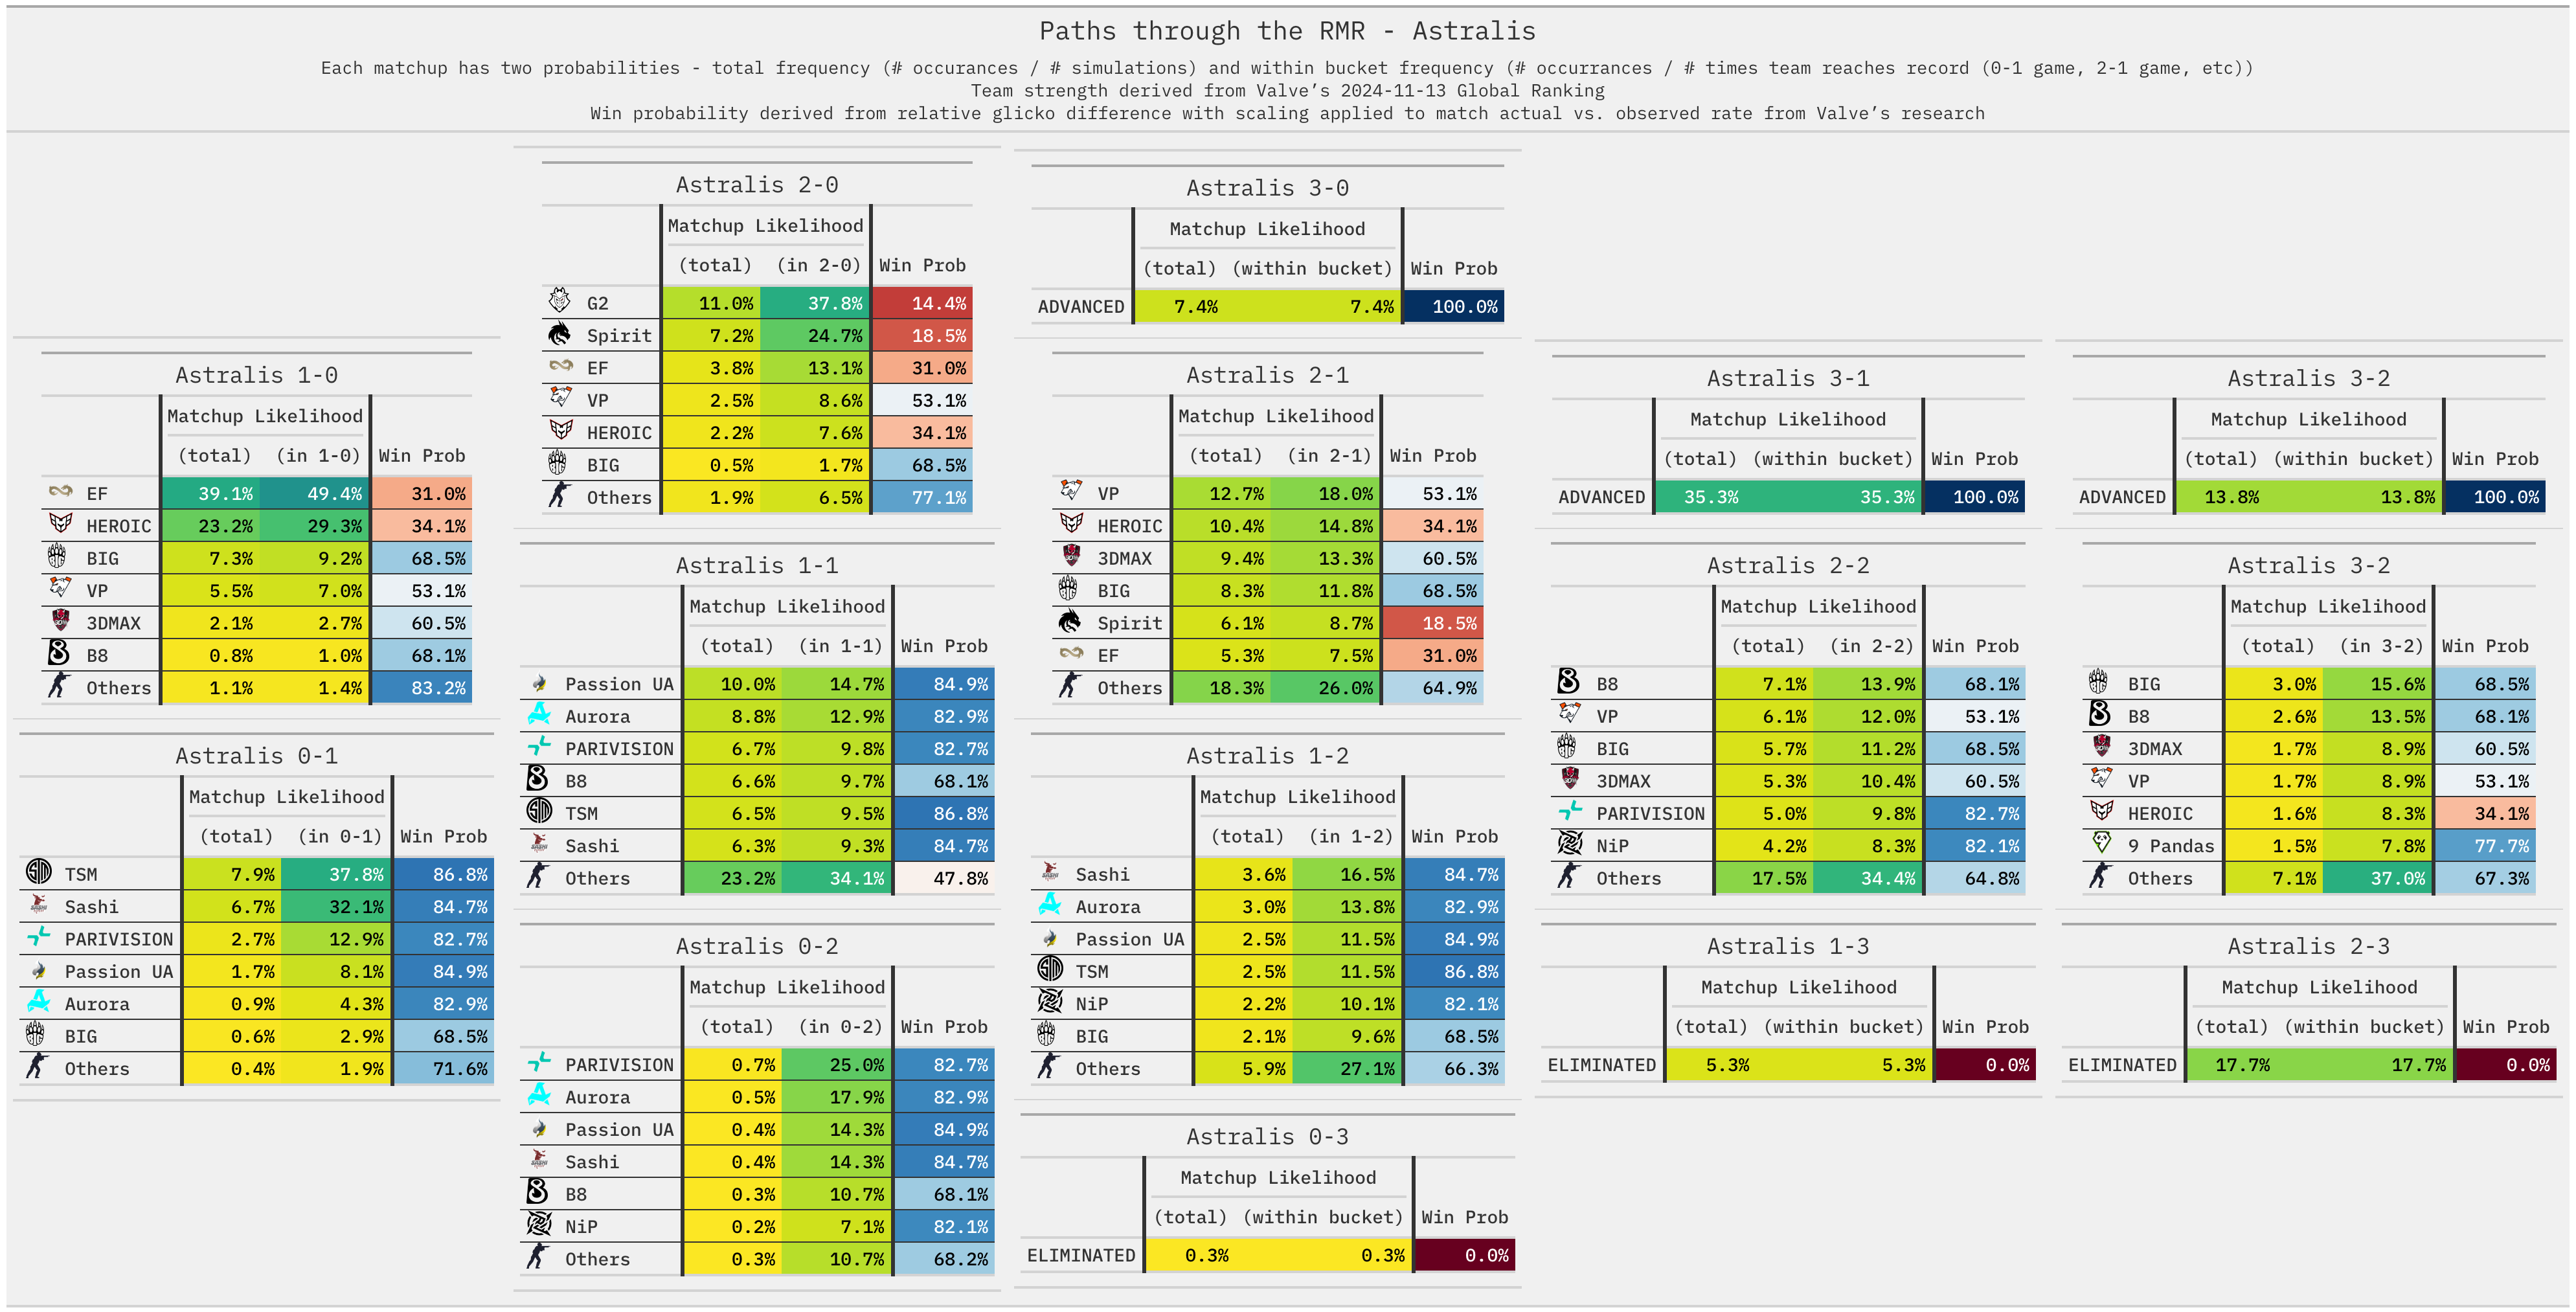 Paths through the RMR - Astralis
Each matchup has two probabilities - total frequency (# occurances / # simulations) and within bucket frequency (# occurrances / # times team reaches record (0-1 game, 2-1 game, etc))
Team strength derived from Valve's 2024-11-13 Global Ranking
Win probability derived from relative glicko difference with scaling applied to match actual vs. observed rate from Valve's research
Astralis 1-0
Matchup Likelihood
(total) (in 1-0) Win Prob
EF 39.1% 49.4% 31.0%
HEROIC 23.2% 29.3% 34.1%
BIG 7.3% 9.2% 68.5%
VP 5.5% 7.0% 53.1%
3DMAX 2.1% 2.7% 60.5%
B8 0.8% 1.0% 68.1%
Others 1.1% 1.4% 83.2%
Astralis 0-1
Matchup Likelihood
(total) (in 0-1) Win Prob
TSM 7.9% 37.8% 86.8%
Sashi 6.7% 32.1% 84.7%
PARIVISION 2.7% 12.9% 82.7%
Passion UA 1.7% 8.1% 84.9%
Aurora 0.9% 4.3% 82.9%
BIG 0.6% 2.9% 68.5%
Others 0.4% 1.9% 71.6%
Astralis 2-0
Matchup Likelihood
(total) (in 2-0) Win Prob
G2 11.0% 37.8% 14.4%
Spirit 7.2% 24.7% 18.5%
EF 3.8% 13.1% 31.0%
VP 2.5% 8.6% 53.1%
HEROIC 2.2% 7.6% 34.1%
BIG 0.5% 1.7% 68.5%
Others 1.9% 6.5% 77.1%
Astralis 1-1
Matchup Likelihood
(total) (in 1-1) Win Prob
Passion UA 10.0% 14.7% 84.9%
Aurora 8.8% 12.9% 82.9%
PARIVISION 6.7% 9.8% 82.7%
B8 6.6% 9.7% 68.1%
TSM 6.5% 9.5% 86.8%
Sashi 6.3% 9.3% 84.7%
Others 23.2% 34.1% 47.8%
Astralis 0-2
Matchup Likelihood
(total) (in 0-2) Win Prob
PARIVISION 0.7% 25.0% 82.7%
Aurora 0.5% 17.9% 82.9%
Passion UA 0.4% 14.3% 84.9%
Sashi 0.4% 14.3% 84.7%
B8 0.3% 10.7% 68.1%
NiP 0.2% 7.1% 82.1%
Others 0.3% 10.7% 68.2%
Astralis 3-0
Matchup Likelihood
(total) (within bucket) Win Prob
ADVANCED 7.4% 7.4% 100.0%
Astralis 2-1
Matchup Likelihood
(total) (in 2-1) Win Prob
VP 12.7% 18.0% 53.1%
HEROIC 10.4% 14.8% 34.1%
3DMAX 9.4% 13.3% 60.5%
BIG 8.3% 11.8% 68.5%
Spirit 6.1% 8.7% 18.5%
EF 5.3% 7.5% 31.0%
Others 18.3% 26.0% 64.9%
Astralis 1-2
Matchup Likelihood
(total) (in 1-2) Win Prob
Sashi 3.6% 16.5% 84.7%
Aurora 3.0% 13.8% 82.9%
Passion UA 2.5% 11.5% 84.9%
TSM 2.5% 11.5% 86.8%
NiP 2.2% 10.1% 82.1%
BIG 2.1% 9.6% 68.5%
Others 5.9% 27.1% 66.3%
Astralis 0-3
Matchup Likelihood
(total) (within bucket) Win Prob
ELIMINATED 0.3% 0.3% 0.0%
Astralis 3-1
Matchup Likelihood
(total) (within bucket) Win Prob
ADVANCED 35.3% 35.3% 100.0%
Astralis 2-2
Matchup Likelihood
(total) (in 2-2) Win Prob
B8 7.1% 13.9% 68.1%
VP 6.1% 12.0% 53.1%
BIG 5.7% 11.2% 68.5%
3DMAX 5.3% 10.4% 60.5%
PARIVISION 5.0% 9.8% 82.7%
NiP 4.2% 8.3% 82.1%
Others 17.5% 34.4% 64.8%
Astralis 1-3
Matchup Likelihood
(total) (within bucket) Win Prob
ELIMINATED 5.3% 5.3% 0.0%
Astralis 3-2
Matchup Likelihood
(total) (within bucket) Win Prob
ADVANCED 13.8% 13.8% 100.0%
Astralis 3-2
Matchup Likelihood
(total) (in 3-2) Win Prob
BIG 3.0% 15.6% 68.5%
B8 2.6% 13.5% 68.1%
3DMAX 1.7% 8.9% 60.5%
VP 1.7% 8.9% 53.1%
HEROIC 1.6% 8.3% 34.1%
9 Pandas 1.5% 7.8% 77.7%
Others 7.1% 37.0% 67.3%
Astralis 2-3
Matchup Likelihood
(total) (within bucket) Win Prob
ELIMINATED 17.7% 17.7% 0.0%